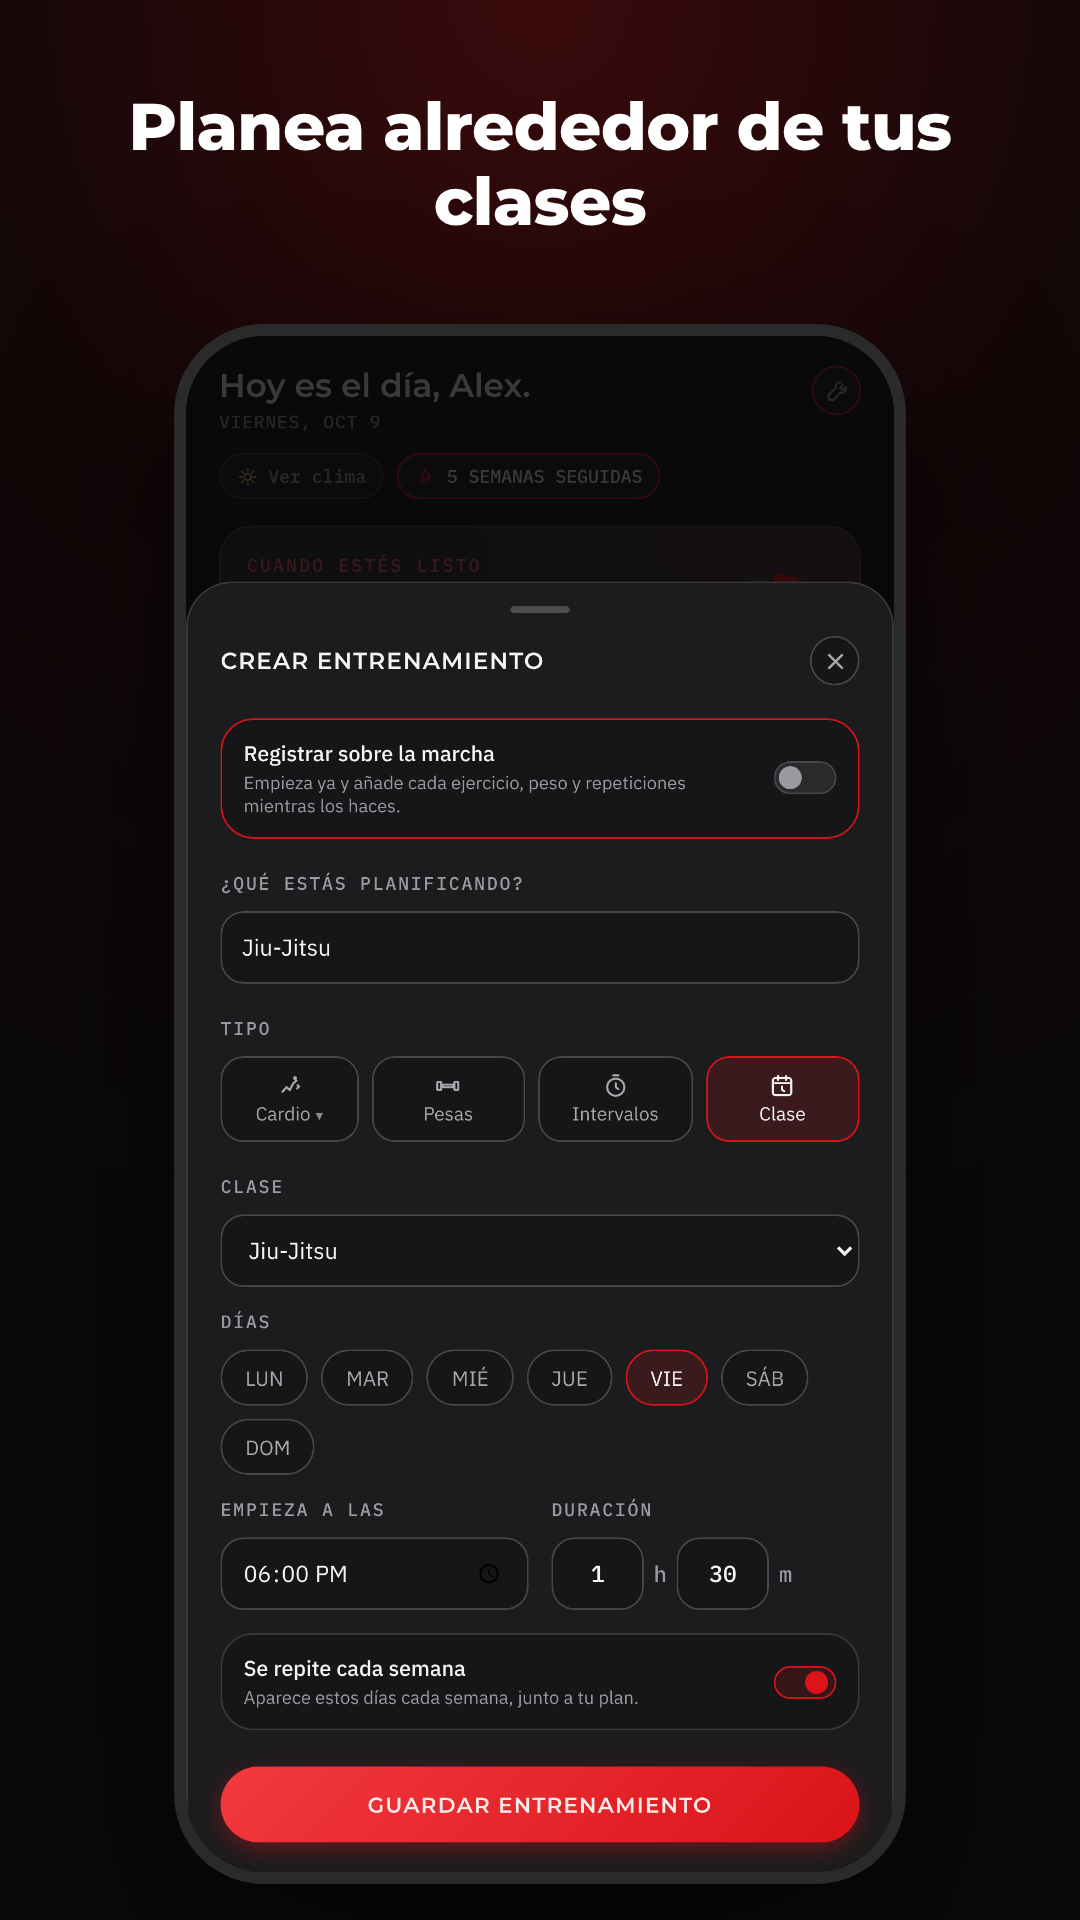 Planea alrededor de tus
clases
Hoy es el día, Alex.
VIERNES, OCT 9
Ver clima
5 SEMANAS SEGUIDAS
CUANDO ESTÉS LISTO
CREAR ENTRENAMIENTO
Registrar sobre la marcha
Empieza ya y añade cada ejercicio, peso y repeticiones
mientras los haces.
¿QUÉ ESTÁS PLANIFICANDO?
Jiu-Jitsu
TIPO
Cardio ▾
Pesas
Intervalos
Clase
CLASE
Jiu-Jitsu
DÍAS
LUN MAR MIÉ JUE VIE SÁB
DOM
EMPIEZA A LAS DURACIÓN
06:00 PM 1 h 30 m
Se repite cada semana
Aparece estos días cada semana, junto a tu plan.
GUARDAR ENTRENAMIENTO